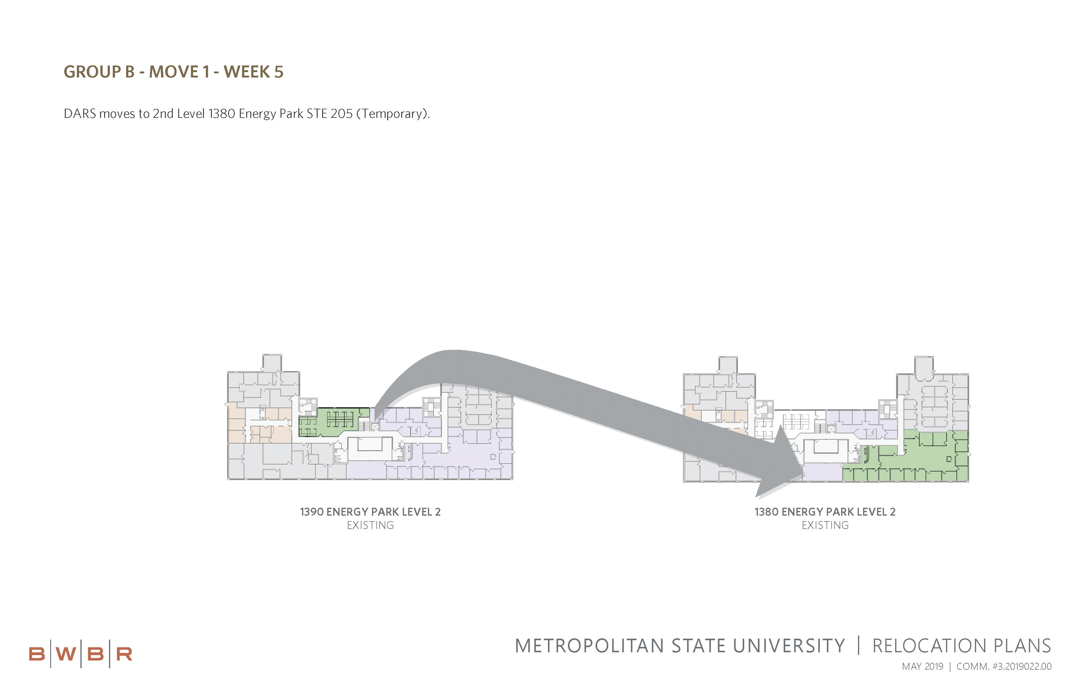 GROUP B - MOVE 1 - WEEK 5
DARS moves to 2nd Level 1380 Energy Park STE 205 (Temporary).
1390 ENERGY PARK LEVEL 2
EXISTING
1380 ENERGY PARK LEVEL 2
EXISTING
B|W|B|R
METROPOLITAN STATE UNIVERSITY | RELOCATION PLANS
MAY 2019 | COMM. #3.2019022.00